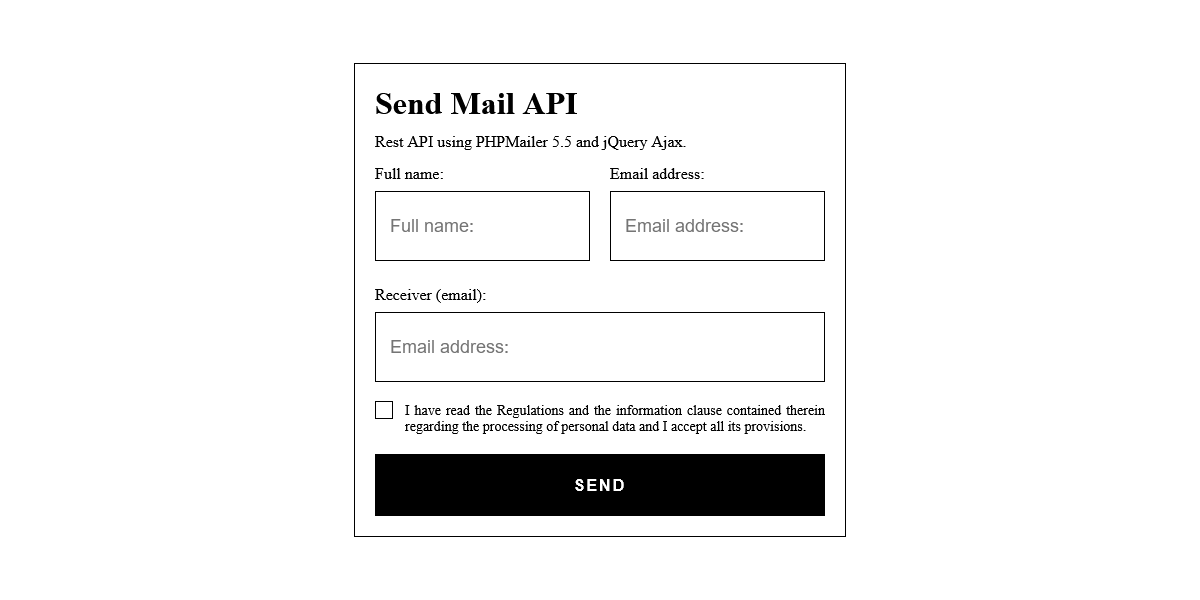 Send Mail API
Rest API using PHPMailer 5.5 and jQuery Ajax.
Full name:
Email address:
Full name:
Email address:
Receiver (email):
Email address:
I have read the Regulations and the information clause contained therein
regarding the processing of personal data and I accept all its provisions.
SEND